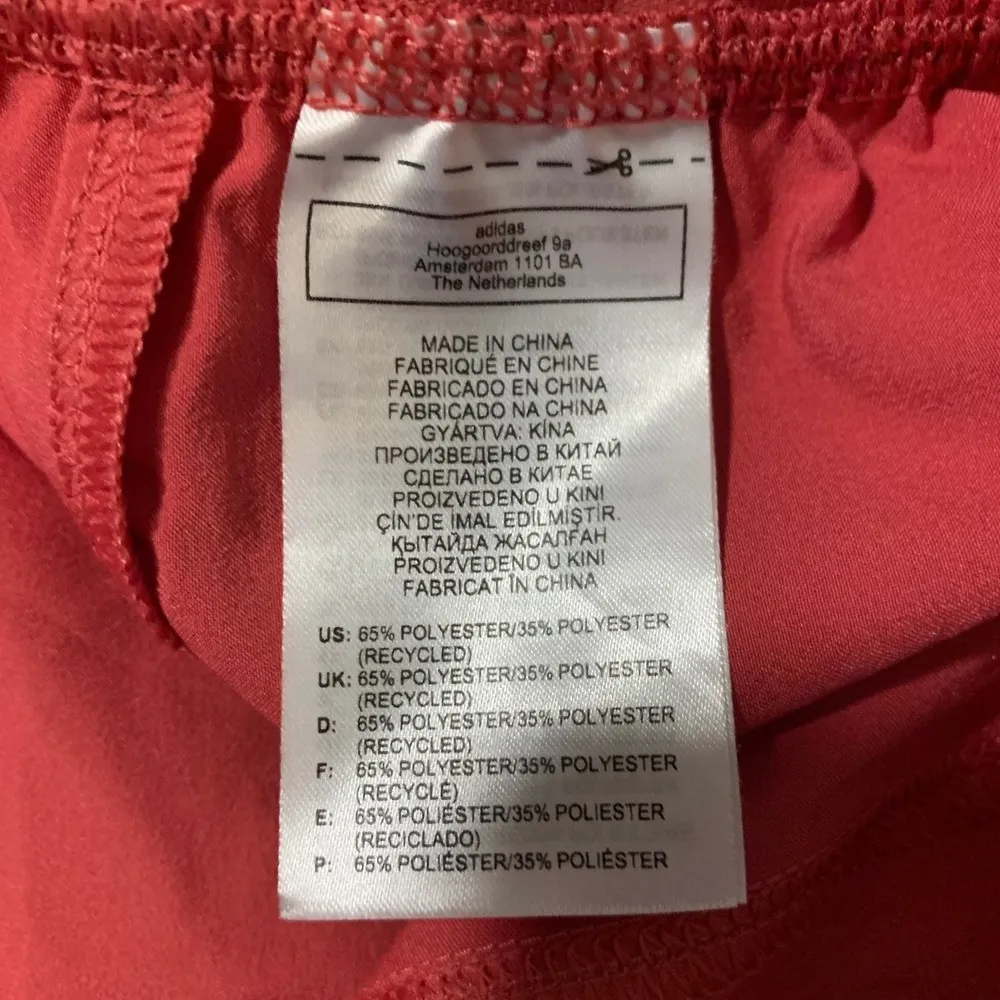 adidas
Hoogoorddreef 9a
Amsterdam 1101 BA
The Netherlands
MADE IN CHINA
FABRIQUÉ EN CHINE
FABRICADO EN CHINA
FABRICADO NA CHINA
GYÁRTVA: KÍNA
ПРОИЗВЕДЕНО В КИТАЙ
СДЕЛАНО В КИТАЕ
PROIZVEDENO U KINI
ÇİN'DE İMAL EDİLMİŞTİR.
ҚЫТАЙДА ЖАСАЛҒАН
PROIZVEDENO U KINI
FABRICAT ÎN CHINA
US: 65% POLYESTER/35% POLYESTER
(RECYCLED)
UK: 65% POLYESTER/35% POLYESTER
(RECYCLED)
D: 65% POLYESTER/35% POLYESTER
(RECYCLED)
F: 65% POLYESTER/35% POLYESTER
(RECYCLÉ)
E: 65% POLIÉSTER/35% POLIESTER
(RECICLADO)
P: 65% POLIÉSTER/35% POLIÉSTER